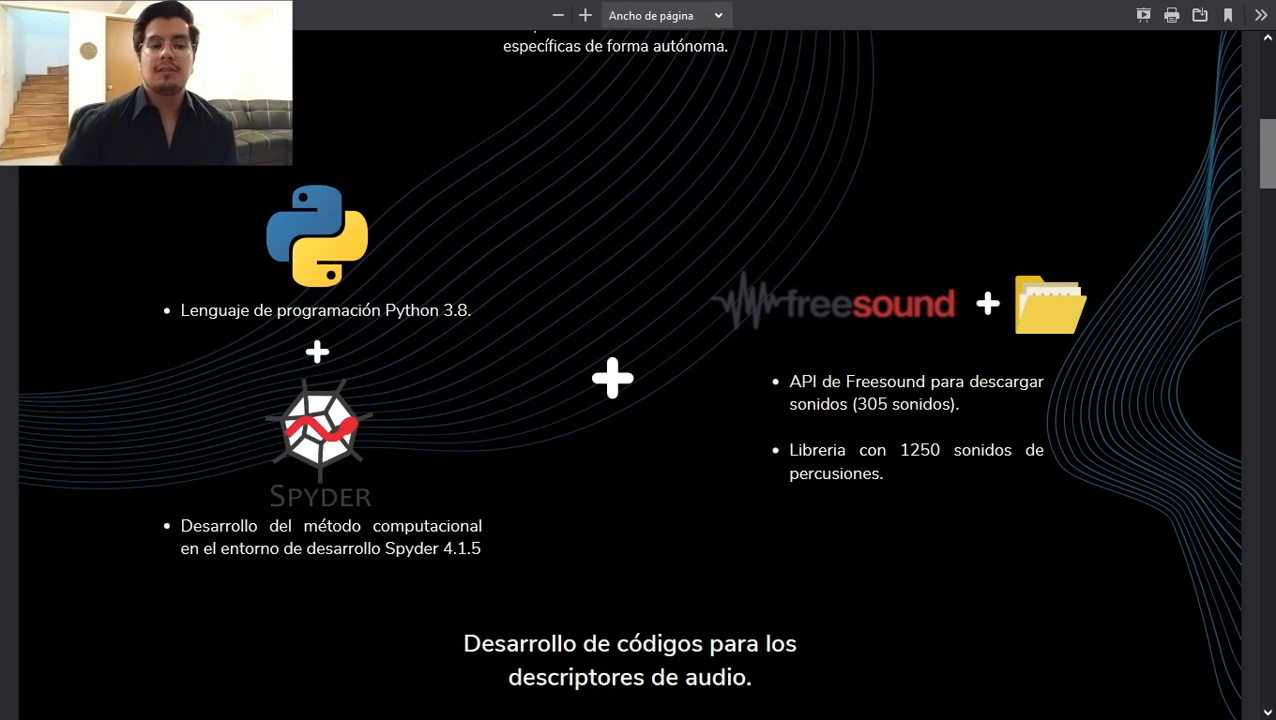 Ancho de página
específicas de forma autónoma.
• Lenguaje de programación Python 3.8.
SPYDER
• Desarrollo del método computacional
en el entorno de desarrollo Spyder 4.1.5
freesound
• API de Freesound para descargar
sonidos (305 sonidos).
• Libreria con 1250 sonidos de
percusiones.
Desarrollo de códigos para los
descriptores de audio.